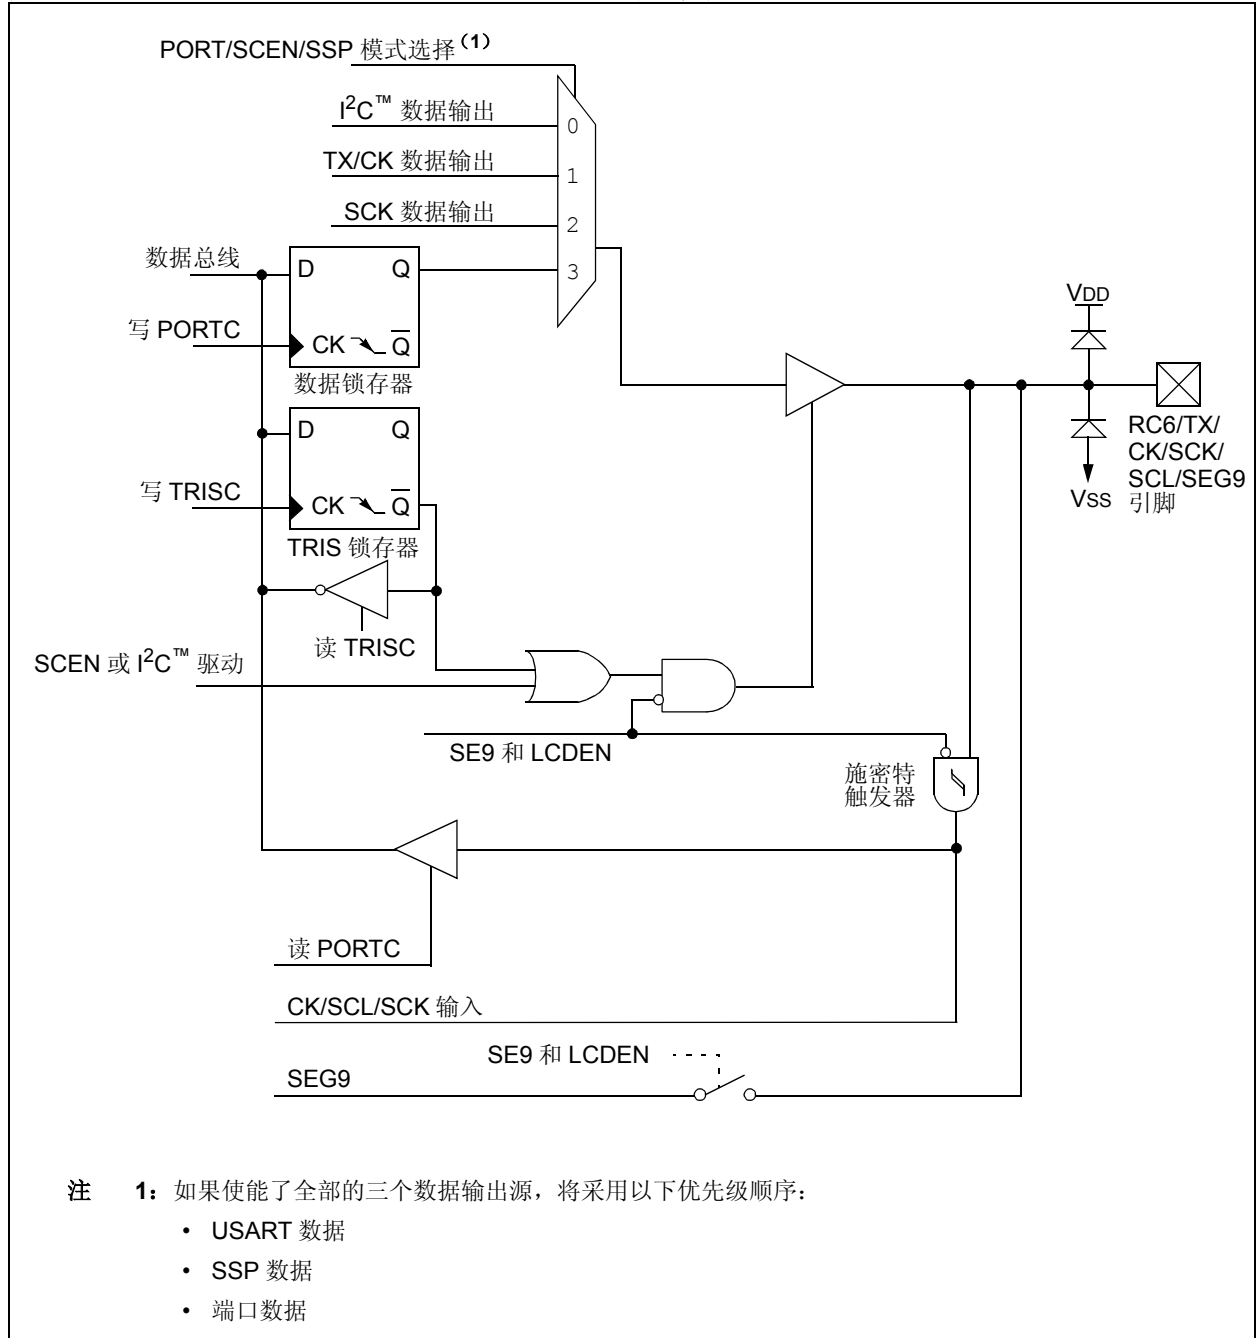 PORT/SCEN/SSP 模式选择（1）
I2C™ 数据输出
0
TX/CK 数据输出
1
SCK 数据输出
2
数据总线
D
Q
3
VDD
写 PORTC
CK
Q
数据锁存器
D
Q
RC6/TX/
CK/SCK/
SCL/SEG9
引脚
写 TRISC
CK
Q
VSS
TRIS 锁存器
读 TRISC
SCEN 或 I2C™ 驱动
SE9 和 LCDEN
施密特
触发器
读 PORTC
CK/SCL/SCK 输入
SE9 和 LCDEN
SEG9
注 1：如果使能了全部的三个数据输出源，将采用以下优先级顺序：
• USART 数据
• SSP 数据
• 端口数据